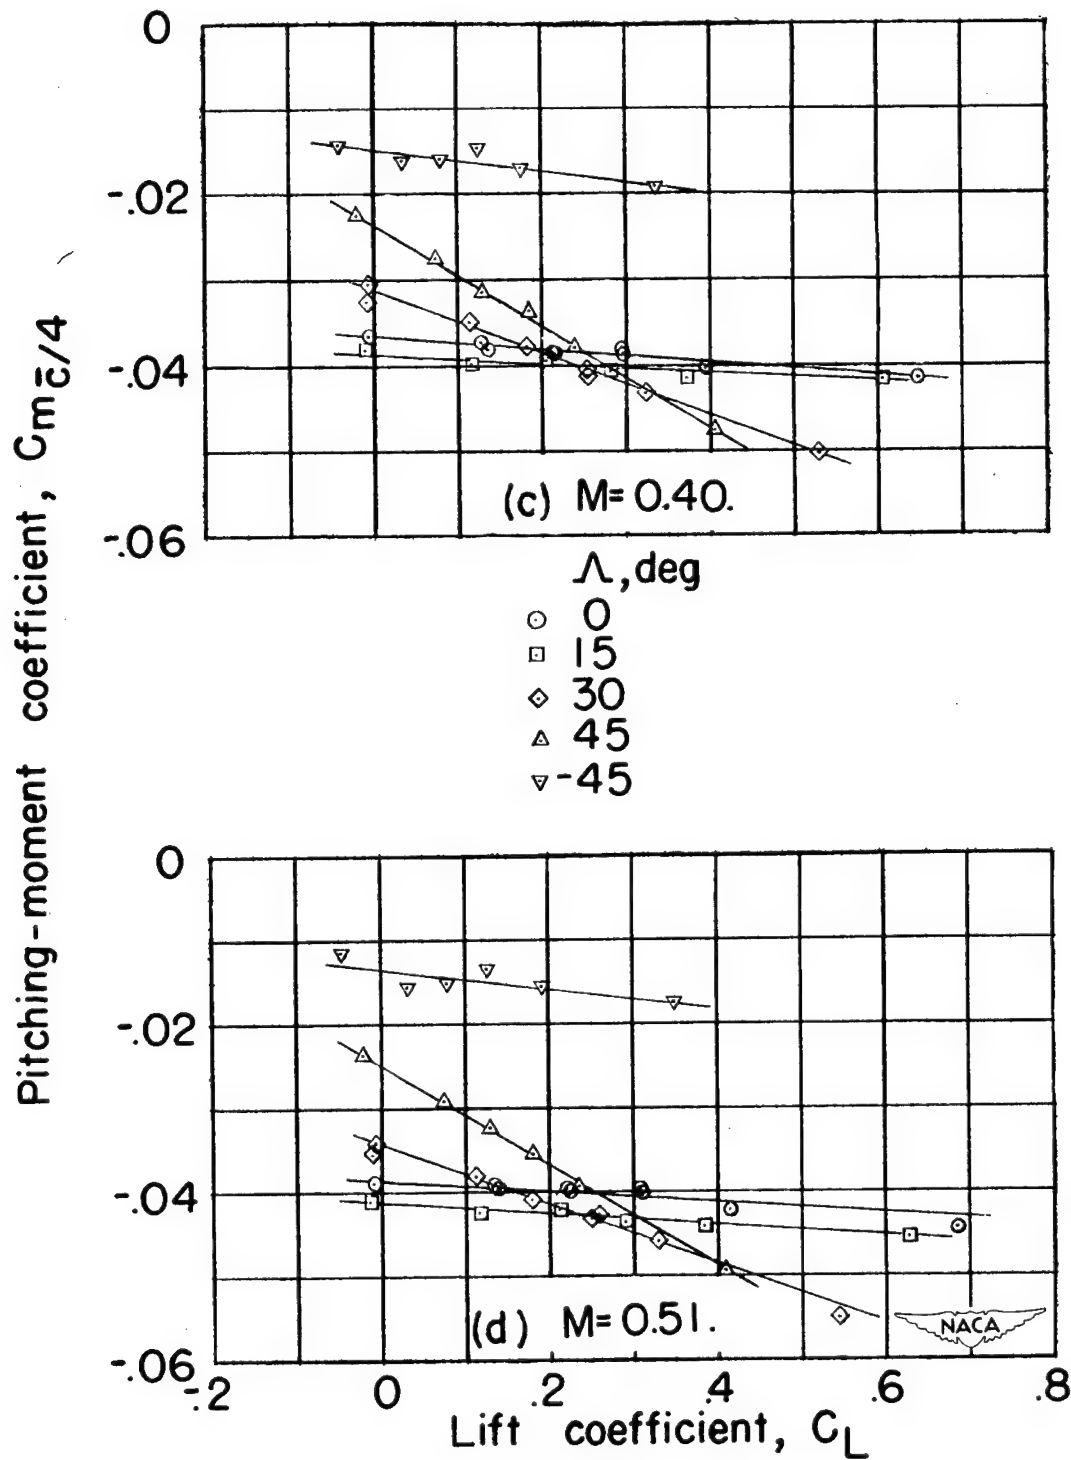 0
-.02
-.04
-.06
Pitching-moment coefficient, Cm c̄/4
(c) M=0.40.
Λ, deg
0
15
30
45
-45
0
-.02
-.04
-.06
(d) M=0.51.
NACA
-.2 0 .2 .4 .6 .8
Lift coefficient, CL